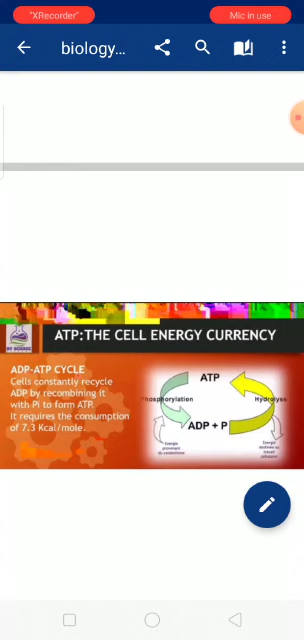 "XRecorder"
Mic in use
biology...
ATP:THE CELL ENERGY CURRENCY
ADP-ATP CYCLE
Cells constantly recycle
ADP by recombining it
with Pi to form ATP.
It requires the consumption
of 7.3 Kcal/mole.
ATP
Phosphorylation
Hydrolyse
ADP + P